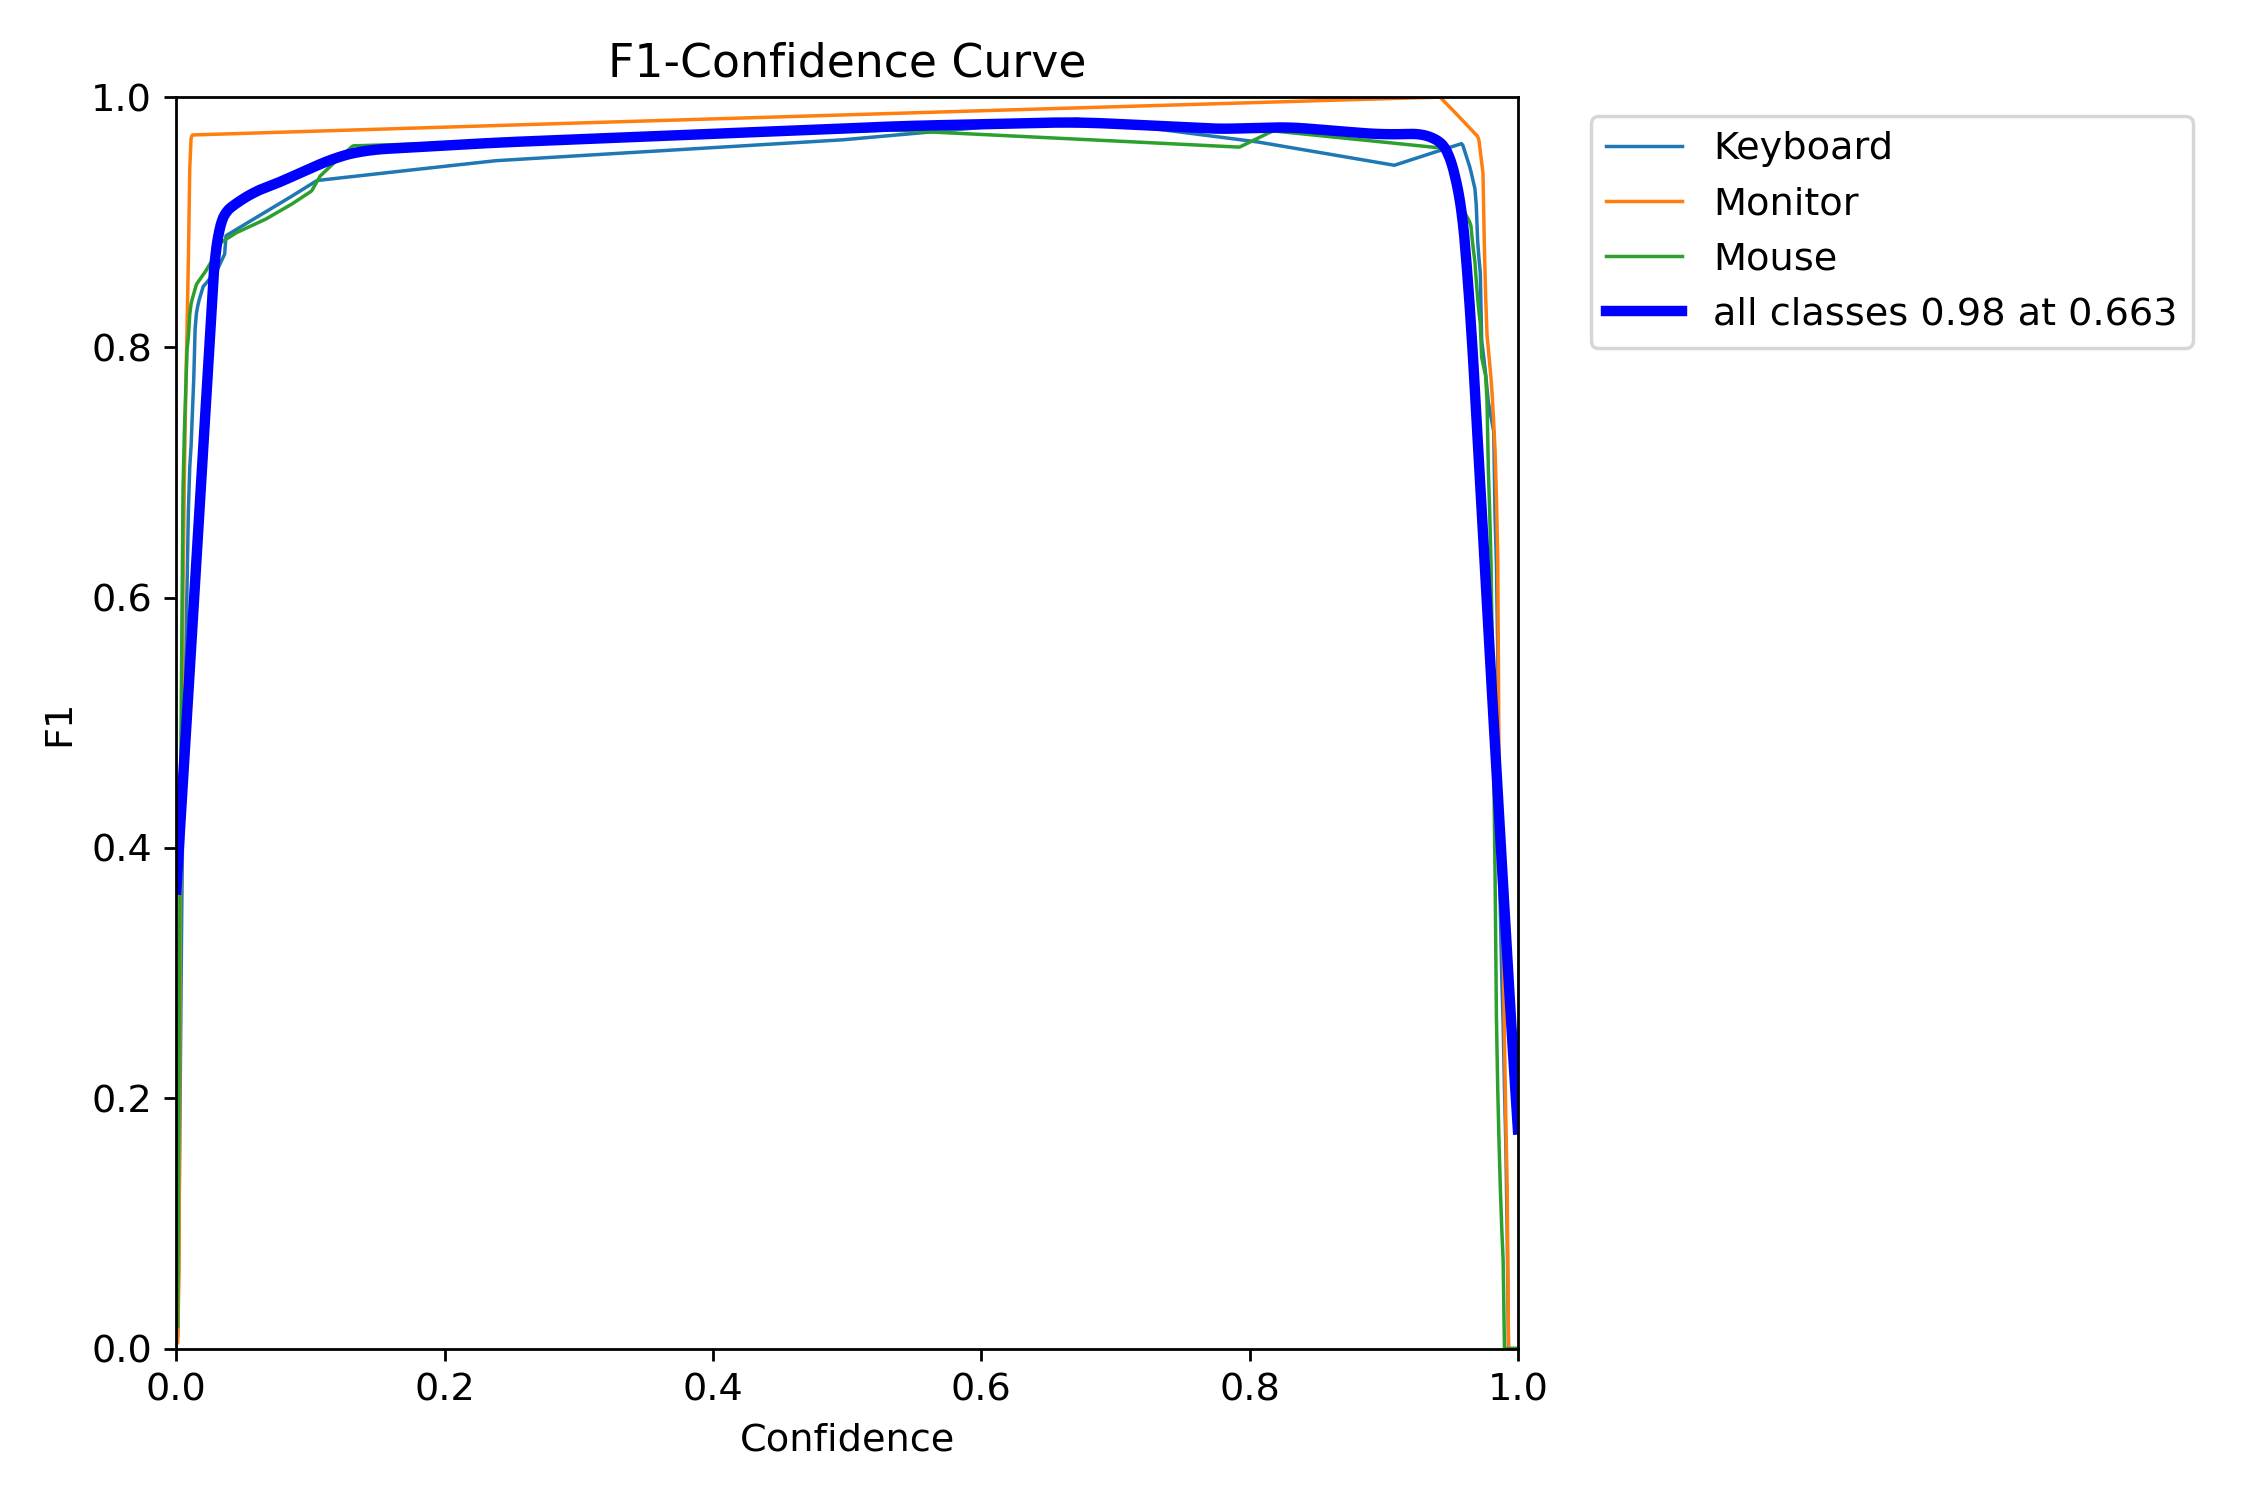 F1-Confidence Curve
1.0
0.8
0.6
0.4
0.2
0.0
F1
0.0 0.2 0.4 0.6 0.8 1.0
Confidence
Keyboard
Monitor
Mouse
all classes 0.98 at 0.663